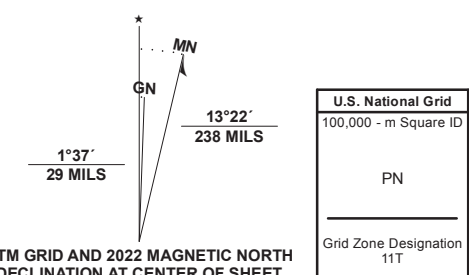 ★
MN
GN
1°37´
29 MILS
13°22´
238 MILS
TM GRID AND 2022 MAGNETIC NORTH
DECLINATION AT CENTER OF SHEET
U.S. National Grid
100,000 - m Square ID
PN
Grid Zone Designation
11T